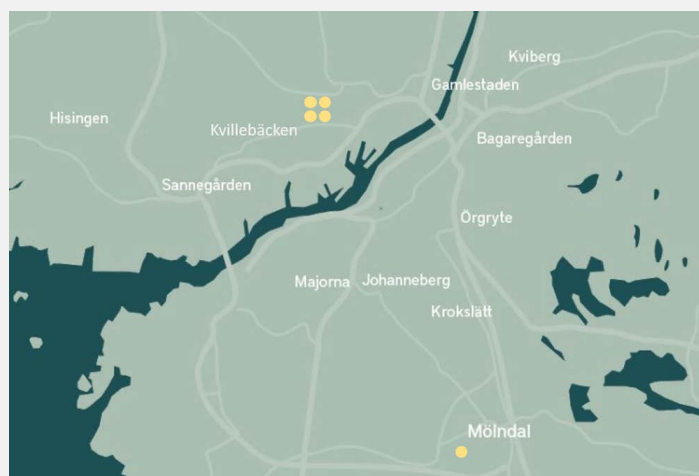 Kviberg
Gamlestaden
Hisingen
Kvillebäcken
Bagaregården
Sannegården
Örgryte
Majorna
Johanneberg
Krokslätt
Mölndal